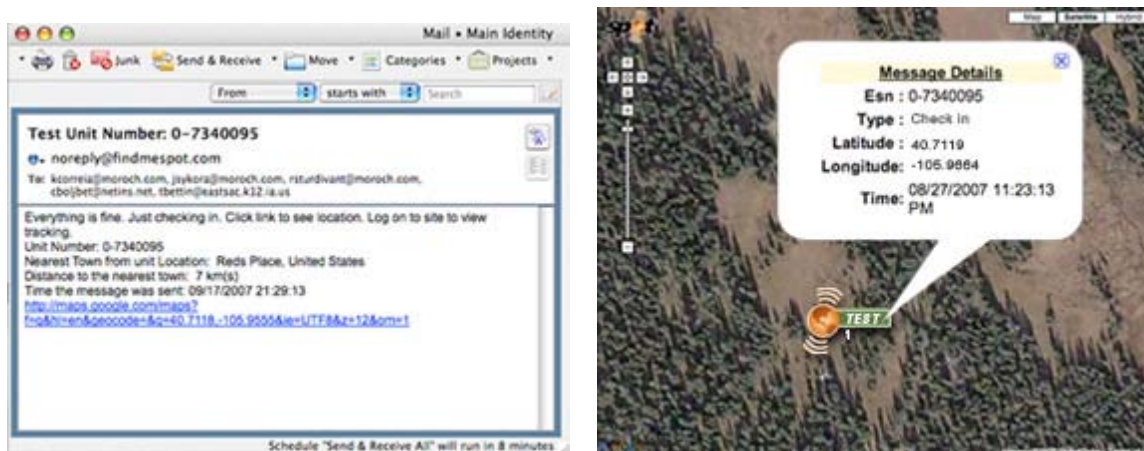 Mail • Main Identity
Junk Send & Receive Move Categories Projects
From starts with Search
Test Unit Number: 0-7340095
noreply@findmespot.com
To: kcorreia@moroch.com, jsykora@moroch.com, rsturdivant@moroch.com,
cboljbet@netins.net, tbettin@eastsac.k12.ia.us
Everything is fine. Just checking in. Click link to see location. Log on to site to view
tracking.
Unit Number: 0-7340095
Nearest Town from unit Location: Reds Place, United States
Distance to the nearest town: 7 km(s)
Time the message was sent: 09/17/2007 21:29:13
http://maps.google.com/maps?
f=q&hl=en&geocode=&q=40.7118,-105.9555&ie=UTF8&z=12&om=1
Schedule "Send & Receive All" will run in 8 minutes
spot
Map Satellite Hybrid
Message Details
Esn : 0-7340095
Type : Check in
Latitude : 40.7119
Longitude: -105.9664
Time: 08/27/2007 11:23:13
PM
TEST
1